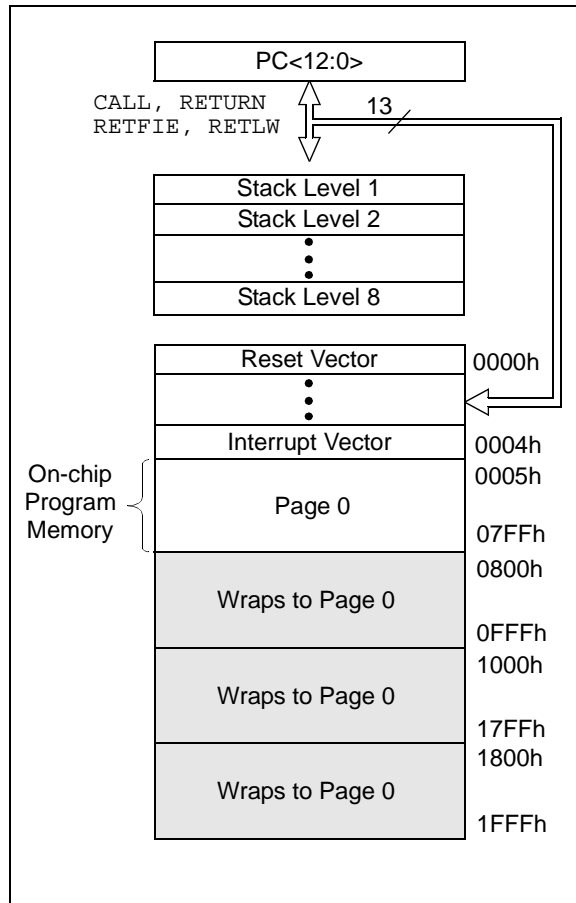 PC<12:0>
CALL, RETURN
RETFIE, RETLW
13
Stack Level 1
Stack Level 2
Stack Level 8
Reset Vector
0000h
Interrupt Vector
0004h
On-chip
Program
Memory
0005h
Page 0
07FFh
0800h
Wraps to Page 0
0FFFh
1000h
Wraps to Page 0
17FFh
1800h
Wraps to Page 0
1FFFh